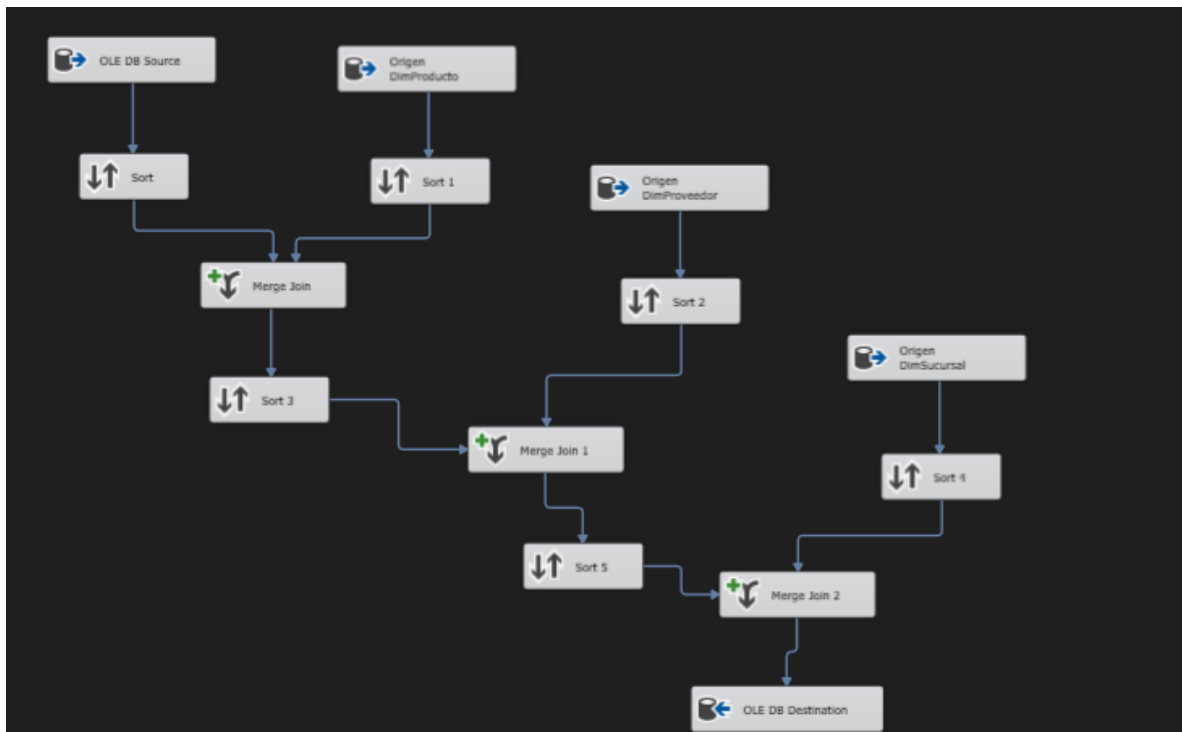 OLE DB Source
Origen
DimProducto
Sort
Sort 1
Origen
DimProveedor
Merge Join
Sort 2
Origen
DimSucursal
Sort 3
Merge Join 1
Sort 4
Sort 5
Merge Join 2
OLE DB Destination